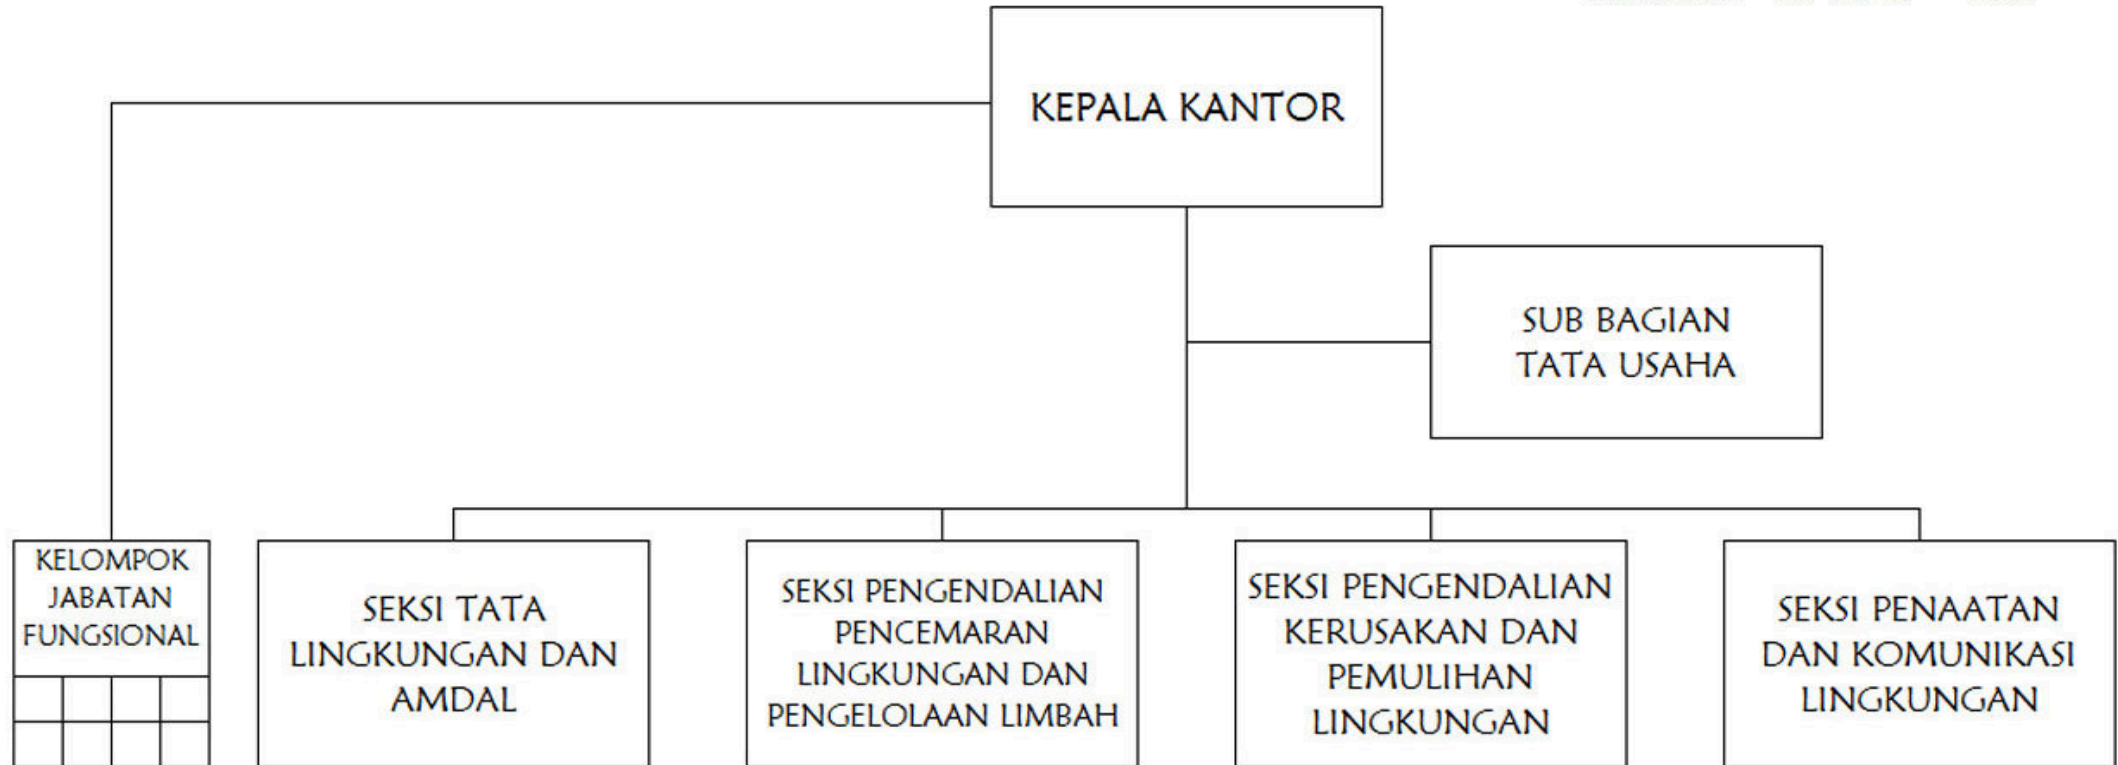 KEPALA KANTOR
SUB BAGIAN
TATA USAHA
KELOMPOK
JABATAN
FUNGSIONAL
SEKSI TATA
LINGKUNGAN DAN
AMDAL
SEKSI PENGENDALIAN
PENCEMARAN
LINGKUNGAN DAN
PENGELOLAAN LIMBAH
SEKSI PENGENDALIAN
KERUSAKAN DAN
PEMULIHAN
LINGKUNGAN
SEKSI PENAATAN
DAN KOMUNIKASI
LINGKUNGAN